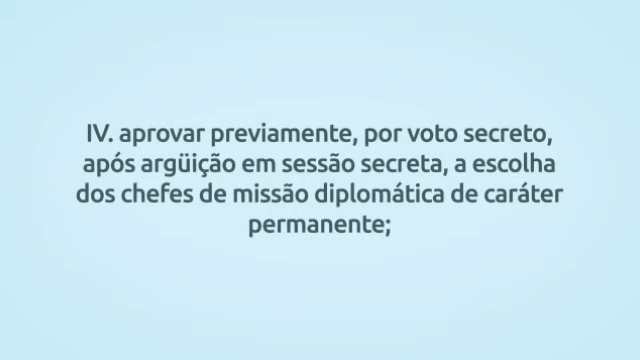 IV. aprovar previamente, por voto secreto,
após argüição em sessão secreta, a escolha
dos chefes de missão diplomática de caráter
permanente;